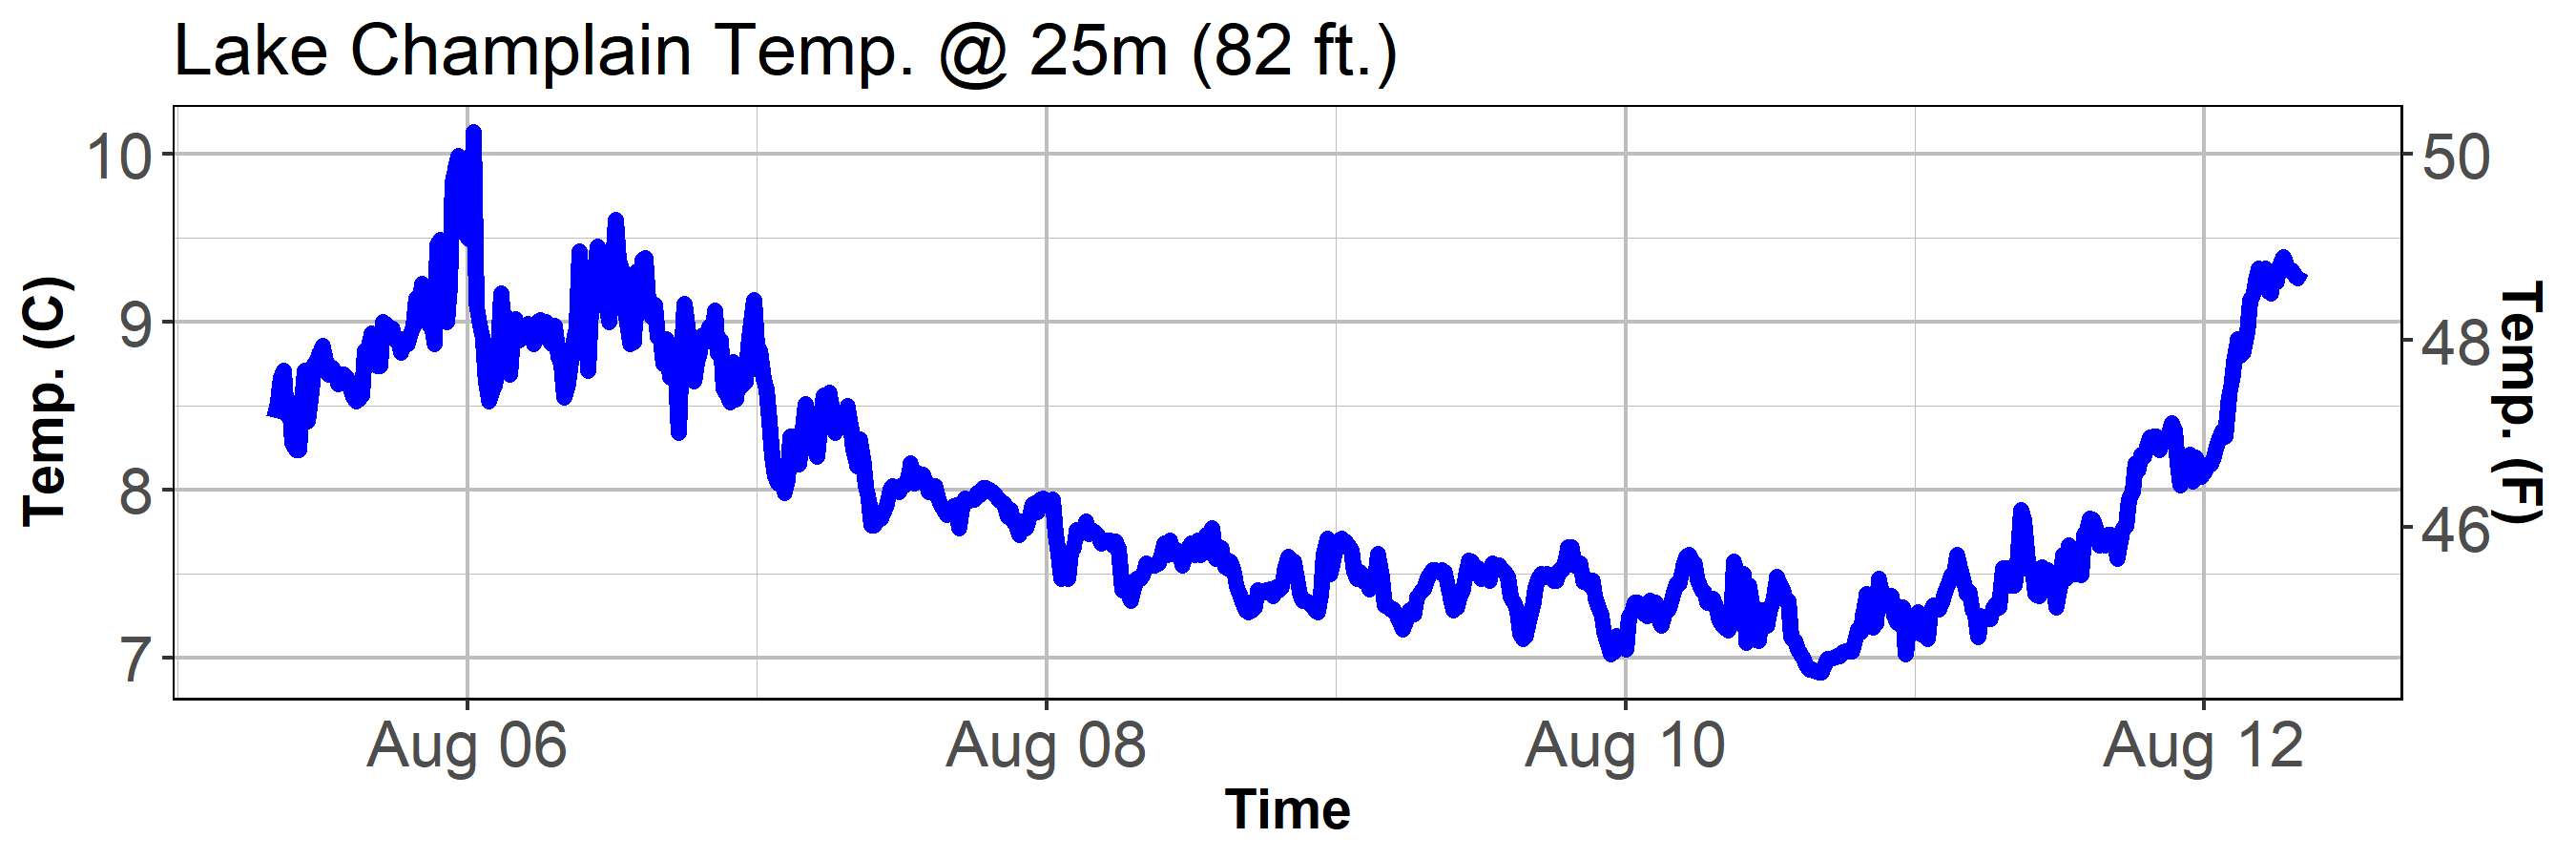 Lake Champlain Temp. @ 25m (82 ft.)
Temp. (C)
10
9
8
7
50
48
46
Temp. (F)
Aug 06
Aug 08
Aug 10
Aug 12
Time